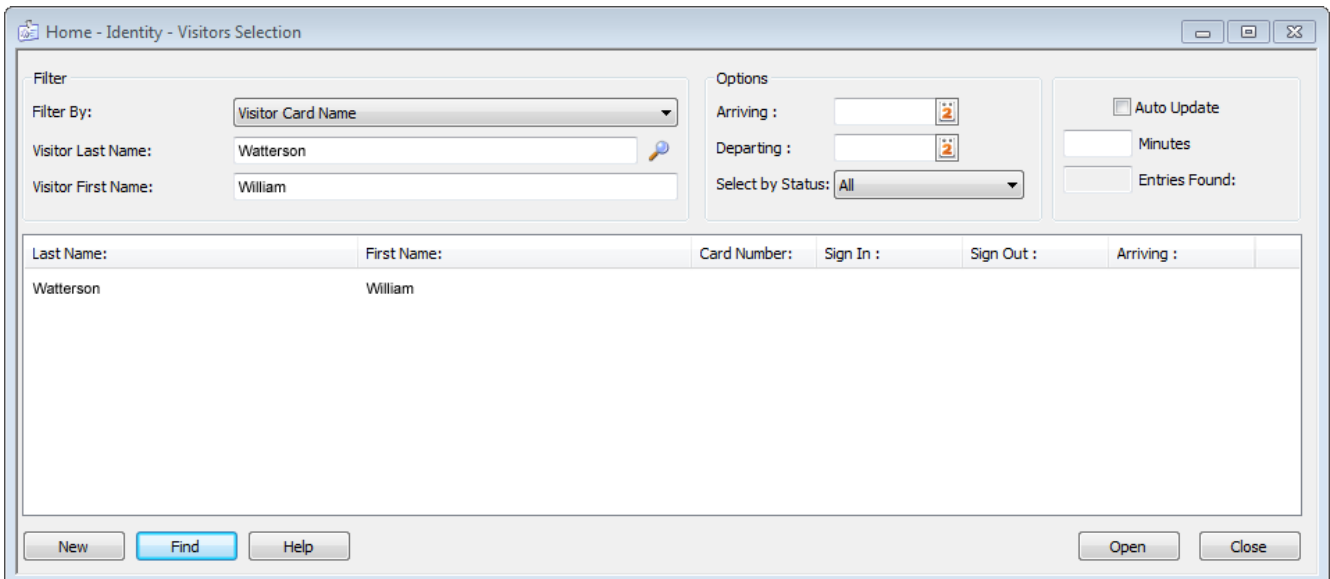 Home - Identity - Visitors Selection
Filter
Filter By: Visitor Card Name
Visitor Last Name: Watterson
Visitor First Name: William
Options
Arriving : 2
Departing : 2
Select by Status: All
Auto Update
Minutes
Entries Found:
Last Name: First Name: Card Number: Sign In : Sign Out : Arriving :
Watterson William
New Find Help Open Close